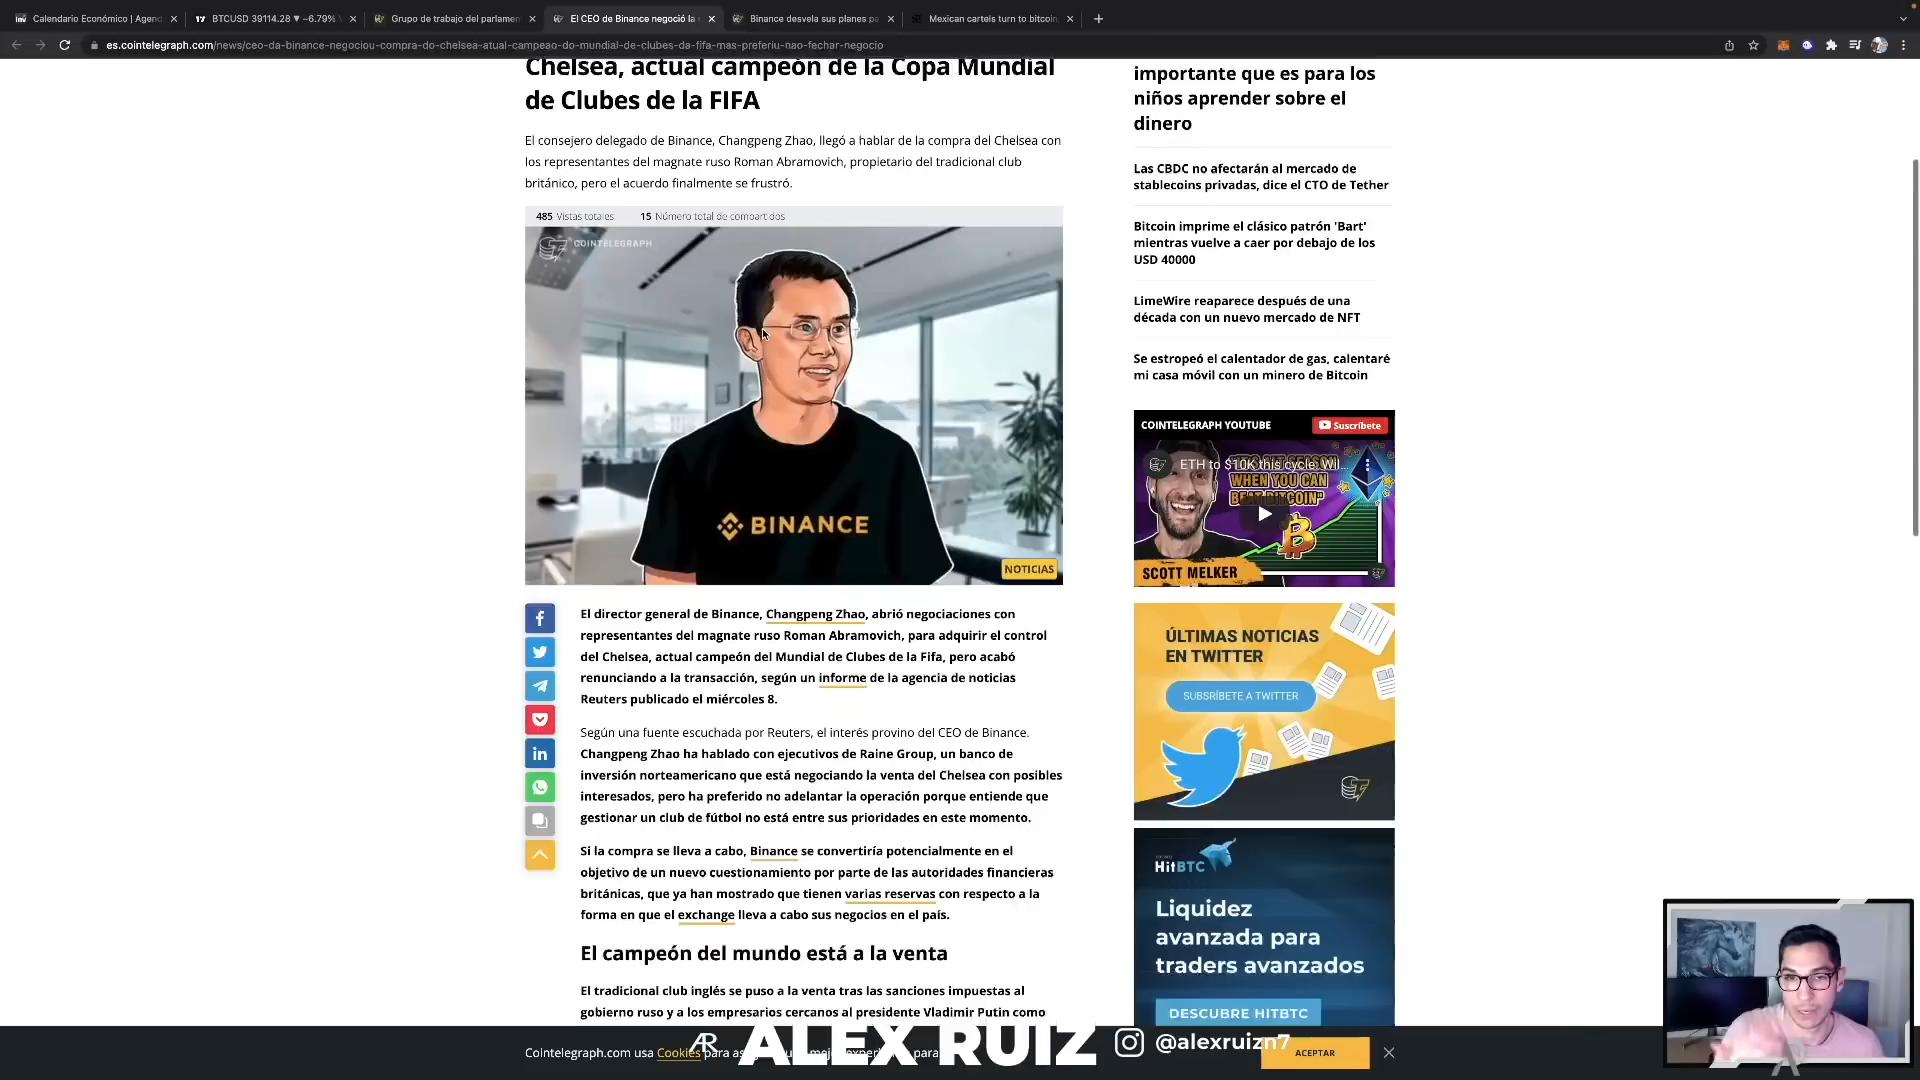 Calendario Económico | Agend
BTCUSD 39114.28 ▼ −6.79%
Grupo de trabajo del parlamen
El CEO de Binance negoció la
Binance desvela sus planes pa
Mexican cartels turn to bitcoin
es.cointelegraph.com/news/ceo-da-binance-negociou-compra-do-chelsea-atual-campeao-do-mundial-de-clubes-da-fifa-mas-preferiu-nao-fechar-negocio
Chelsea, actual campeón de la Copa Mundial
de Clubes de la FIFA
El consejero delegado de Binance, Changpeng Zhao, llegó a hablar de la compra del Chelsea con
los representantes del magnate ruso Roman Abramovich, propietario del tradicional club
británico, pero el acuerdo finalmente se frustró.
485 Vistas totales
15 Número total de compartidos
COINTELEGRAPH
BINANCE
NOTICIAS
El director general de Binance, Changpeng Zhao, abrió negociaciones con
representantes del magnate ruso Roman Abramovich, para adquirir el control
del Chelsea, actual campeón del Mundial de Clubes de la Fifa, pero acabó
renunciando a la transacción, según un informe de la agencia de noticias
Reuters publicado el miércoles 8.
Según una fuente escuchada por Reuters, el interés provino del CEO de Binance.
Changpeng Zhao ha hablado con ejecutivos de Raine Group, un banco de
inversión norteamericano que está negociando la venta del Chelsea con posibles
interesados, pero ha preferido no adelantar la operación porque entiende que
gestionar un club de fútbol no está entre sus prioridades en este momento.
Si la compra se lleva a cabo, Binance se convertiría potencialmente en el
objetivo de un nuevo cuestionamiento por parte de las autoridades financieras
británicas, que ya han mostrado que tienen varias reservas con respecto a la
forma en que el exchange lleva a cabo sus negocios en el país.
El campeón del mundo está a la venta
El tradicional club inglés se puso a la venta tras las sanciones impuestas al
gobierno ruso y a los empresarios cercanos al presidente Vladimir Putin como
importante que es para los
niños aprender sobre el
dinero
Las CBDC no afectarán al mercado de
stablecoins privadas, dice el CTO de Tether
Bitcoin imprime el clásico patrón 'Bart'
mientras vuelve a caer por debajo de los
USD 40000
LimeWire reaparece después de una
década con un nuevo mercado de NFT
Se estropeó el calentador de gas, calentaré
mi casa móvil con un minero de Bitcoin
COINTELEGRAPH YOUTUBE
Suscríbete
ETH to $10K this cycle: Wil...
WHEN YOU CAN
BEAT BITCOIN"
SCOTT MELKER
ÚLTIMAS NOTICIAS
EN TWITTER
SUBSRÍBETE A TWITTER
HitBTC
Liquidez
avanzada para
traders avanzados
DESCUBRE HITBTC
Cointelegraph.com usa Cookies para
ACEPTAR
AR ALEX RUIZ @alexruizn7